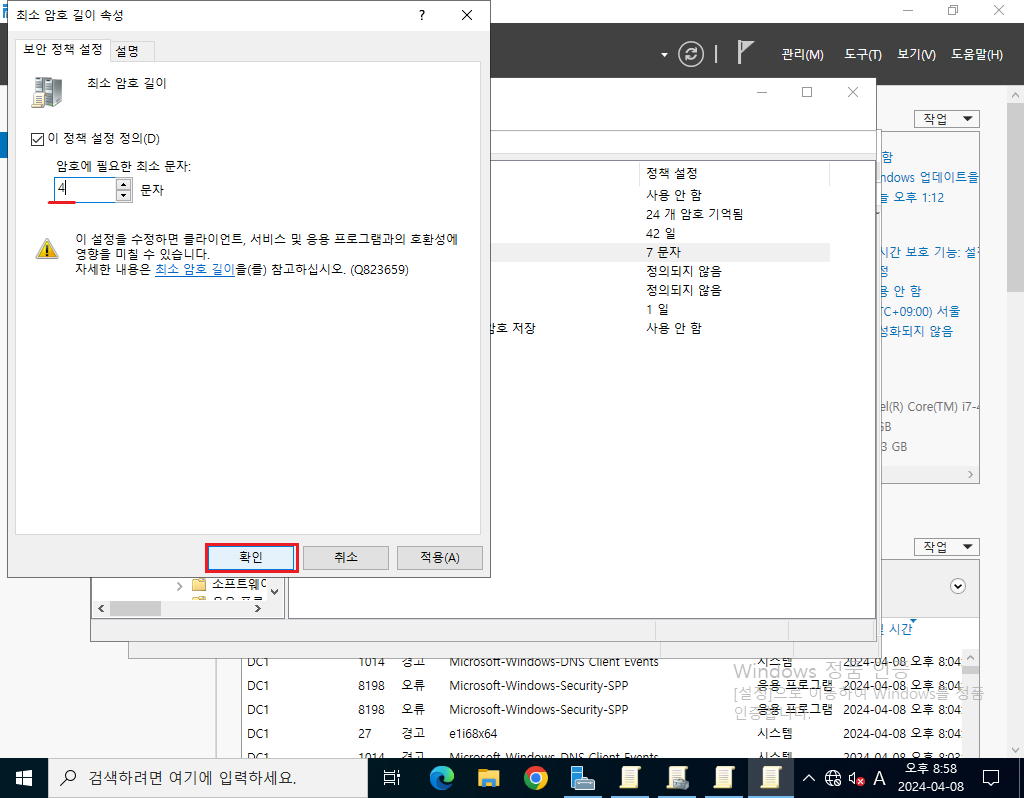 최소 암호 길이 속성
?
보안 정책 설정
설명
최소 암호 길이
이 정책 설정 정의(D)
암호에 필요한 최소 문자:
4
문자
이 설정을 수정하면 클라이언트, 서비스 및 응용 프로그램과의 호환성에
영향을 미칠 수 있습니다.
자세한 내용은 최소 암호 길이을(를) 참고하십시오. (Q823659)
확인
취소
적용(A)
관리(M)
도구(T)
보기(V)
도움말(H)
작업
정책 설정
사용 안 함
24 개 암호 기억됨
42 일
7 문자
정의되지 않음
정의되지 않음
1 일
암호 저장
사용 안 함
함
ndows 업데이트를
늘 오후 1:12
시간 보호 기능: 설정
정
용 안 함
TC+09:00) 서울
성화되지 않음
el(R) Core(TM) i7-4
GB
3 GB
작업
시간
소프트웨어
DC1 1014 경고 Microsoft-Windows-DNS Client Events 시스템 2024-04-08 오후 8:04:
DC1 8198 오류 Microsoft-Windows-Security-SPP 응용 프로그램 2024-04-08 오후 8:04:
DC1 8198 오류 Microsoft-Windows-Security-SPP 응용 프로그램 2024-04-08 오후 8:04:
DC1 27 경고 e1i68x64 시스템 2024-04-08 오후 8:04:
DC1 1014 경고 Microsoft-Windows-DNS Client Events 시스템 2024-04-08 오후 8:03:
Windows 정품 인증
[설정]으로 이동하여 Windows를 정품
인증합니다.
검색하려면 여기에 입력하세요.
A
오후 8:58
2024-04-08